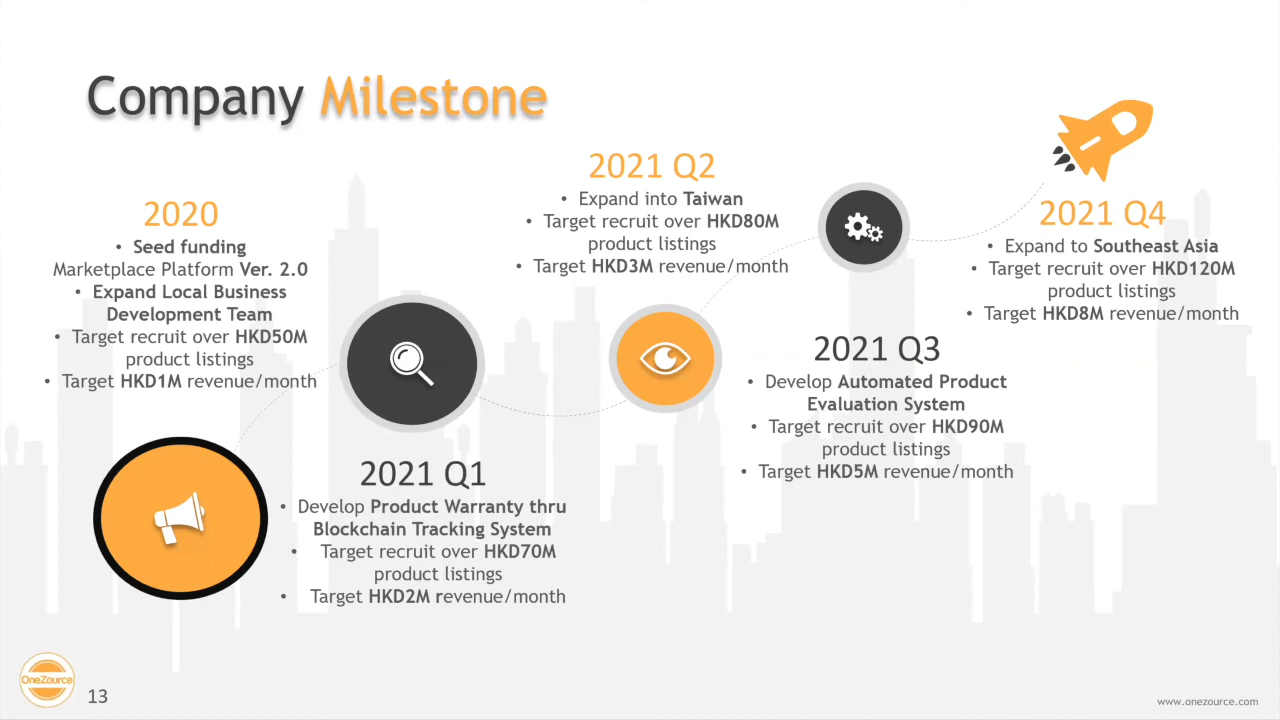 Company Milestone
2020
• Seed funding
Marketplace Platform Ver. 2.0
• Expand Local Business
Development Team
• Target recruit over HKD50M
product listings
• Target HKD1M revenue/month
2021 Q1
• Develop Product Warranty thru
Blockchain Tracking System
• Target recruit over HKD70M
product listings
• Target HKD2M revenue/month
2021 Q2
• Expand into Taiwan
• Target recruit over HKD80M
product listings
• Target HKD3M revenue/month
2021 Q3
• Develop Automated Product
Evaluation System
• Target recruit over HKD90M
product listings
• Target HKD5M revenue/month
2021 Q4
• Expand to Southeast Asia
• Target recruit over HKD120M
product listings
• Target HKD8M revenue/month
OneZource
13
www.onezource.com